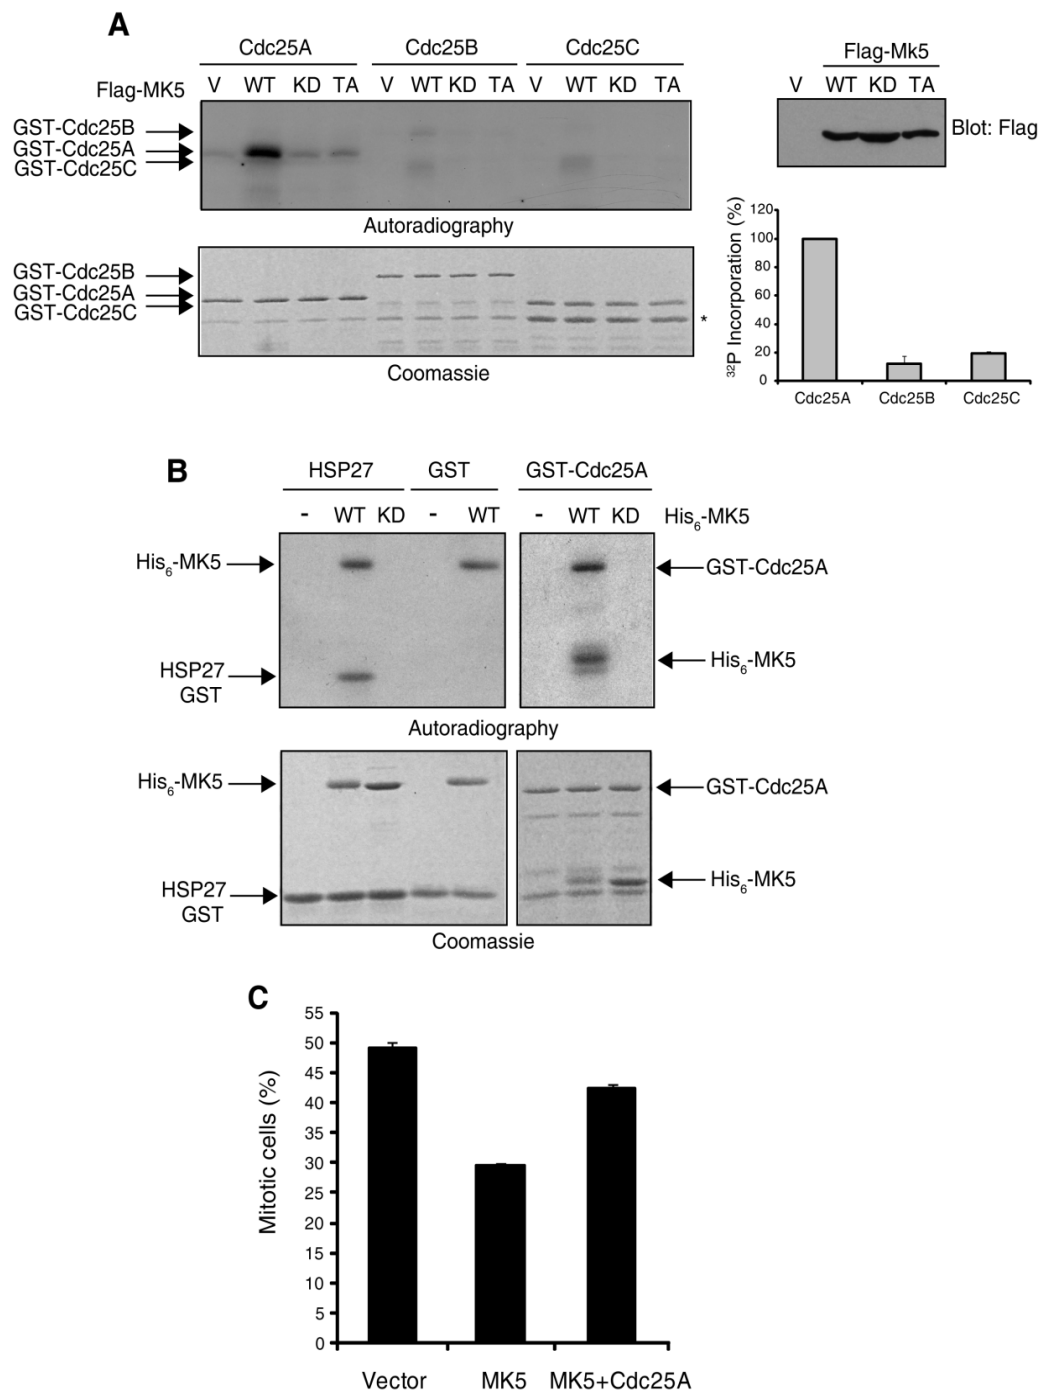 A
Cdc25A Cdc25B Cdc25C
Flag-MK5 V WT KD TA V WT KD TA V WT KD TA
GST-Cdc25B
GST-Cdc25A
GST-Cdc25C
Autoradiography
GST-Cdc25B
GST-Cdc25A
GST-Cdc25C
*
Coomassie
Flag-Mk5
V WT KD TA
Blot: Flag
32P Incorporation (%)
120
100
80
60
40
20
0
Cdc25A Cdc25B Cdc25C
B
HSP27 GST GST-Cdc25A
- WT KD - WT - WT KD His6-MK5
His6-MK5 GST-Cdc25A
HSP27 His6-MK5
GST
Autoradiography
His6-MK5 GST-Cdc25A
HSP27 His6-MK5
GST
Coomassie
C
Mitotic cells (%)
55
50
45
40
35
30
25
20
15
10
5
0
Vector MK5 MK5+Cdc25A